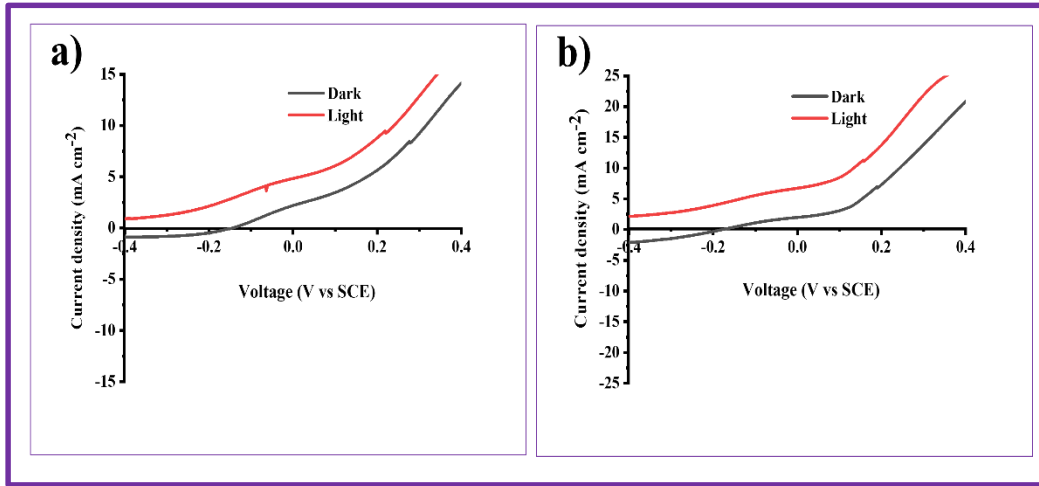 a)
Dark
Light
Current density (mA cm-2)
15
10
5
0
-5
-10
-15
-0.4
-0.2
0.0
0.2
0.4
Voltage (V vs SCE)
b)
Dark
Light
Current density (mA cm-2)
25
20
15
10
5
0
-5
-10
-15
-20
-25
-0.4
-0.2
0.0
0.2
0.4
Voltage (V vs SCE)